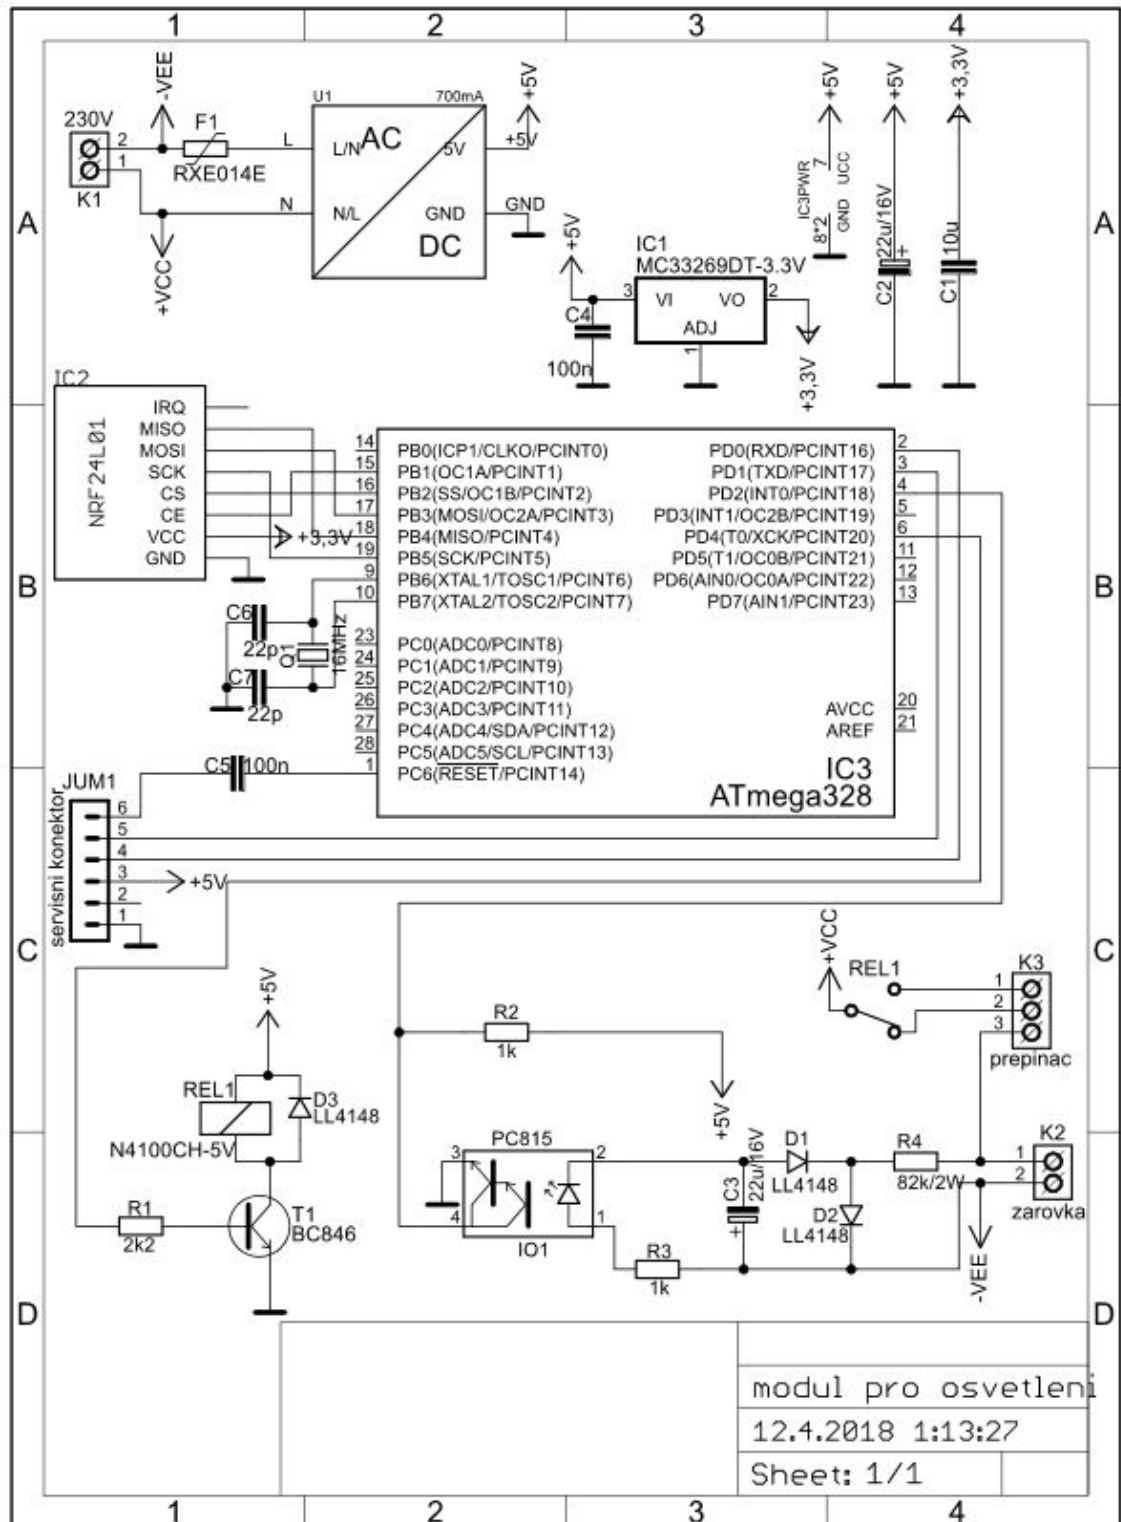 1 2 3 4
A
A
B
B
C
C
D
D
1 2 3 4
230V
2
1
K1
-VEE
+VCC
F1
RXE014E
L
N
U1
700mA
L/N
AC
5V
N/L
GND
DC
+5V
+5V
GND
+5V
IC1
MC33269DT-3.3V
3
VI
VO
2
ADJ
1
C4
100n
+3,3V
+5V
IC3PWR
7
8*2
GND UCC
+5V
C2
22u/16V
+
+3,3V
C1
10u
IC2
NRF24L01
IRQ
MISO
MOSI
SCK
CS
CE
VCC
GND
+3,3V
14
PB0(ICP1/CLKO/PCINT0)
15
PB1(OC1A/PCINT1)
16
PB2(SS/OC1B/PCINT2)
17
PB3(MOSI/OC2A/PCINT3)
18
PB4(MISO/PCINT4)
19
PB5(SCK/PCINT5)
9
PB6(XTAL1/TOSC1/PCINT6)
10
PB7(XTAL2/TOSC2/PCINT7)
23
PC0(ADC0/PCINT8)
24
PC1(ADC1/PCINT9)
25
PC2(ADC2/PCINT10)
26
PC3(ADC3/PCINT11)
27
PC4(ADC4/SDA/PCINT12)
28
PC5(ADC5/SCL/PCINT13)
1
PC6(RESET/PCINT14)
PD0(RXD/PCINT16)
2
PD1(TXD/PCINT17)
3
PD2(INT0/PCINT18)
4
PD3(INT1/OC2B/PCINT19)
5
PD4(T0/XCK/PCINT20)
6
PD5(T1/OC0B/PCINT21)
11
PD6(AIN0/OC0A/PCINT22)
12
PD7(AIN1/PCINT23)
13
AVCC
20
AREF
21
IC3
ATmega328
C6
22p
Q1
16MHz
C7
22p
C5
100n
JUM1
servisni konektor
6
5
4
3
2
1
+5V
+5V
REL1
D3
LL4148
N4100CH-5V
R1
2k2
T1
BC846
R2
1k
+5V
PC815
3
4
2
1
IO1
R3
1k
C3
22u/16V
+
D1
LL4148
D2
LL4148
R4
82k/2W
+VCC
REL1
K3
1
2
3
prepinac
K2
1
2
zarovka
-VEE
modul pro osvetleni
12.4.2018 1:13:27
Sheet: 1/1